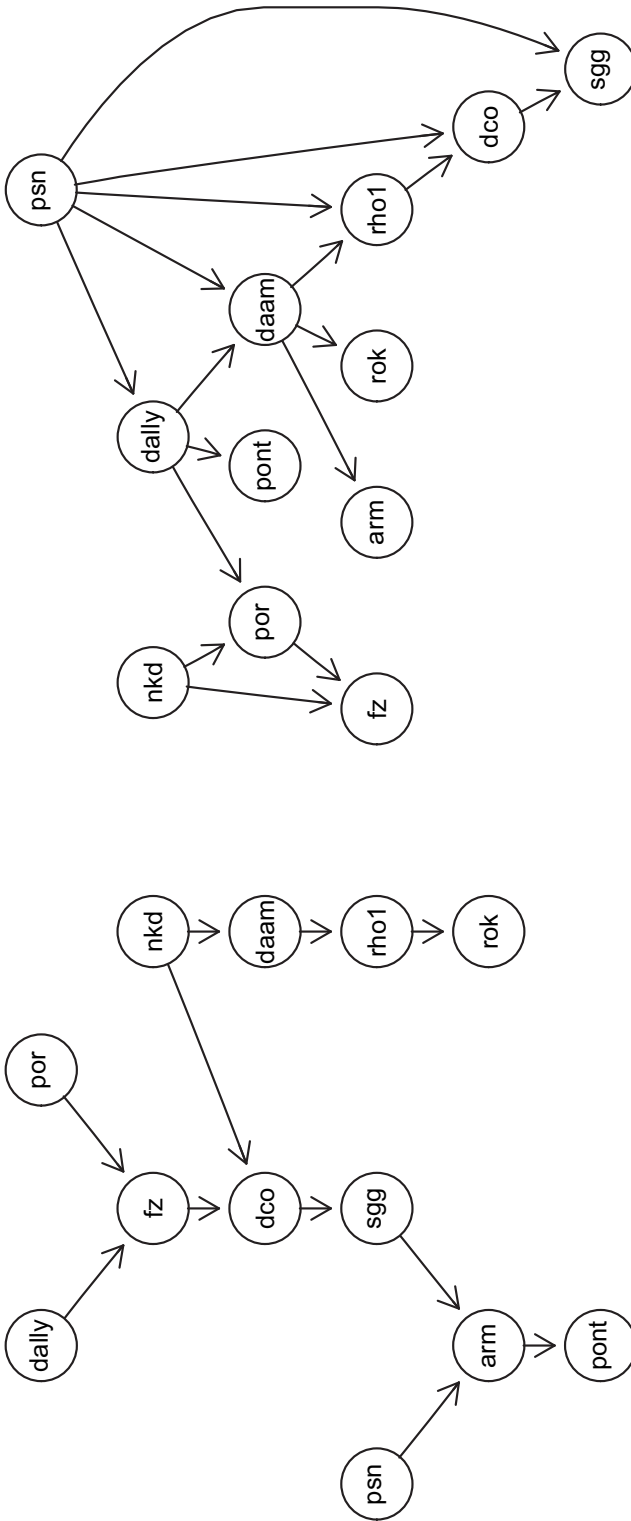 dally
por
psn
fz
nkd
nkd
dally
dco
daam
por
pont
daam
psn
sgg
rho1
fz
arm
rok
rho1
arm
rok
dco
pont
sgg